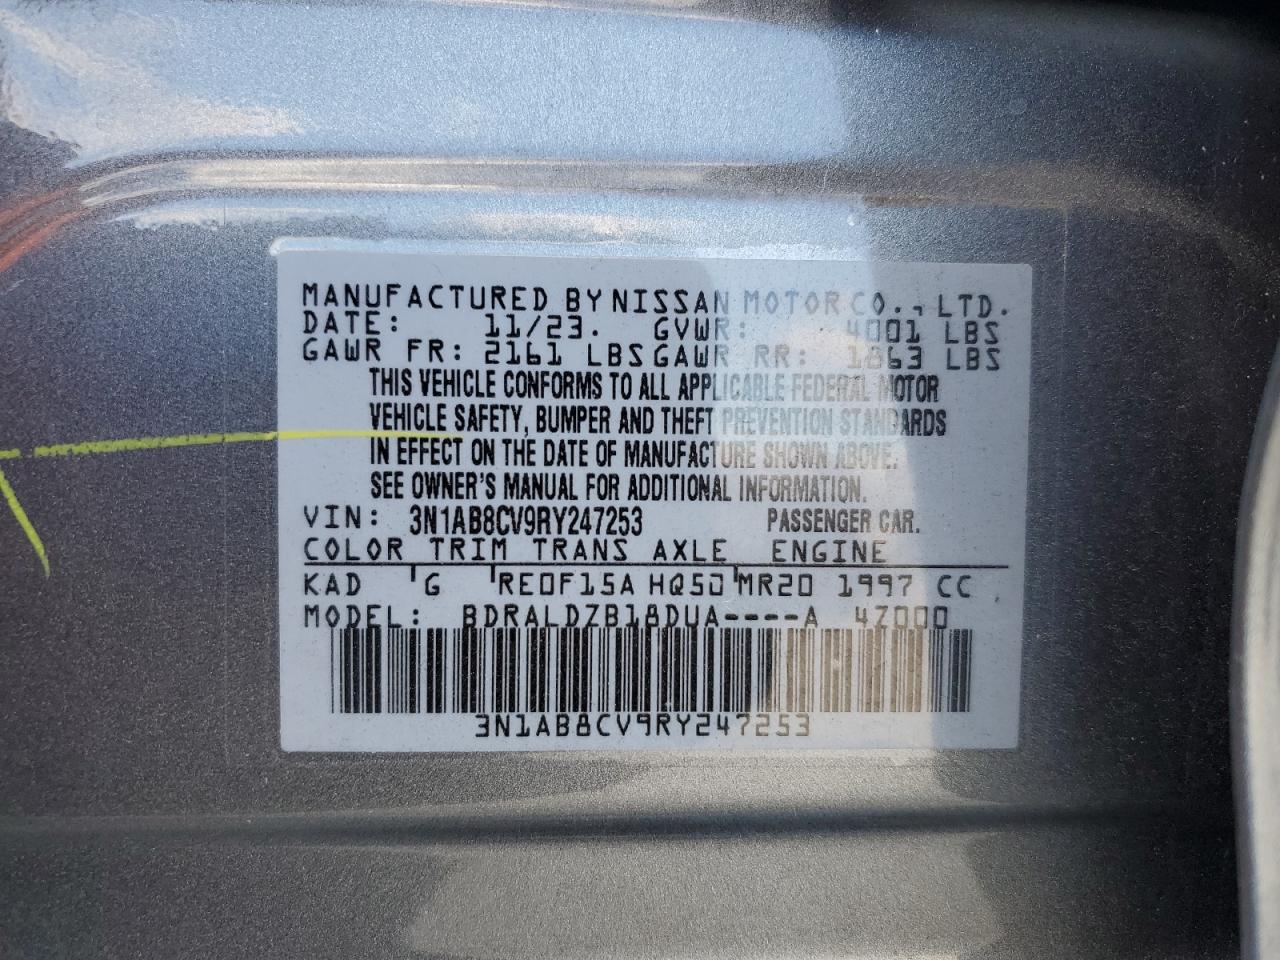 MANUFACTURED BY NISSAN MOTOR CO., LTD.
DATE: 11/23. GVWR: 4001 LBS
GAWR FR: 2161 LBS GAWR RR: 1863 LBS
THIS VEHICLE CONFORMS TO ALL APPLICABLE FEDERAL MOTOR
VEHICLE SAFETY, BUMPER AND THEFT PREVENTION STANDARDS
IN EFFECT ON THE DATE OF MANUFACTURE SHOWN ABOVE.
SEE OWNER'S MANUAL FOR ADDITIONAL INFORMATION.
VIN: 3N1AB8CV9RY247253 PASSENGER CAR.
COLOR TRIM TRANS AXLE ENGINE
KAD G RE0F15A HQ50 MR20 1997 CC
MODEL: BDRALDZB18DUA----A 4Z000
3N1AB8CV9RY247253